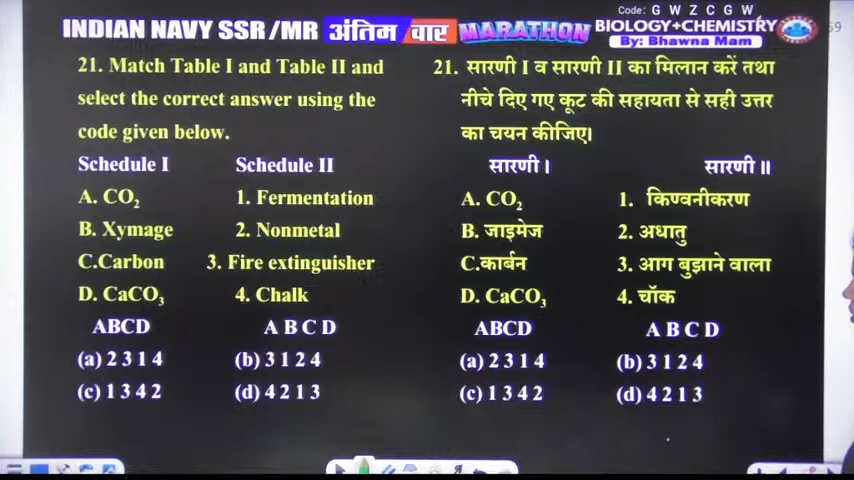 Code: G W Z C G W
INDIAN NAVY SSR/MR अंतिम वार MARATHON BIOLOGY+CHEMISTRY
By: Bhawna Mam
21. Match Table I and Table II and
select the correct answer using the
code given below.
Schedule I Schedule II
A. CO₂ 1. Fermentation
B. Xymage 2. Nonmetal
C.Carbon 3. Fire extinguisher
D. CaCO₃ 4. Chalk
ABCD A B C D
(a) 2 3 1 4 (b) 3 1 2 4
(c) 1 3 4 2 (d) 4 2 1 3
21. सारणी I व सारणी II का मिलान करें तथा
नीचे दिए गए कूट की सहायता से सही उत्तर
का चयन कीजिए।
सारणी I सारणी II
A. CO₂ 1. किण्वनीकरण
B. जाइमेज 2. अधातु
C.कार्बन 3. आग बुझाने वाला
D. CaCO₃ 4. चॉक
ABCD A B C D
(a) 2 3 1 4 (b) 3 1 2 4
(c) 1 3 4 2 (d) 4 2 1 3